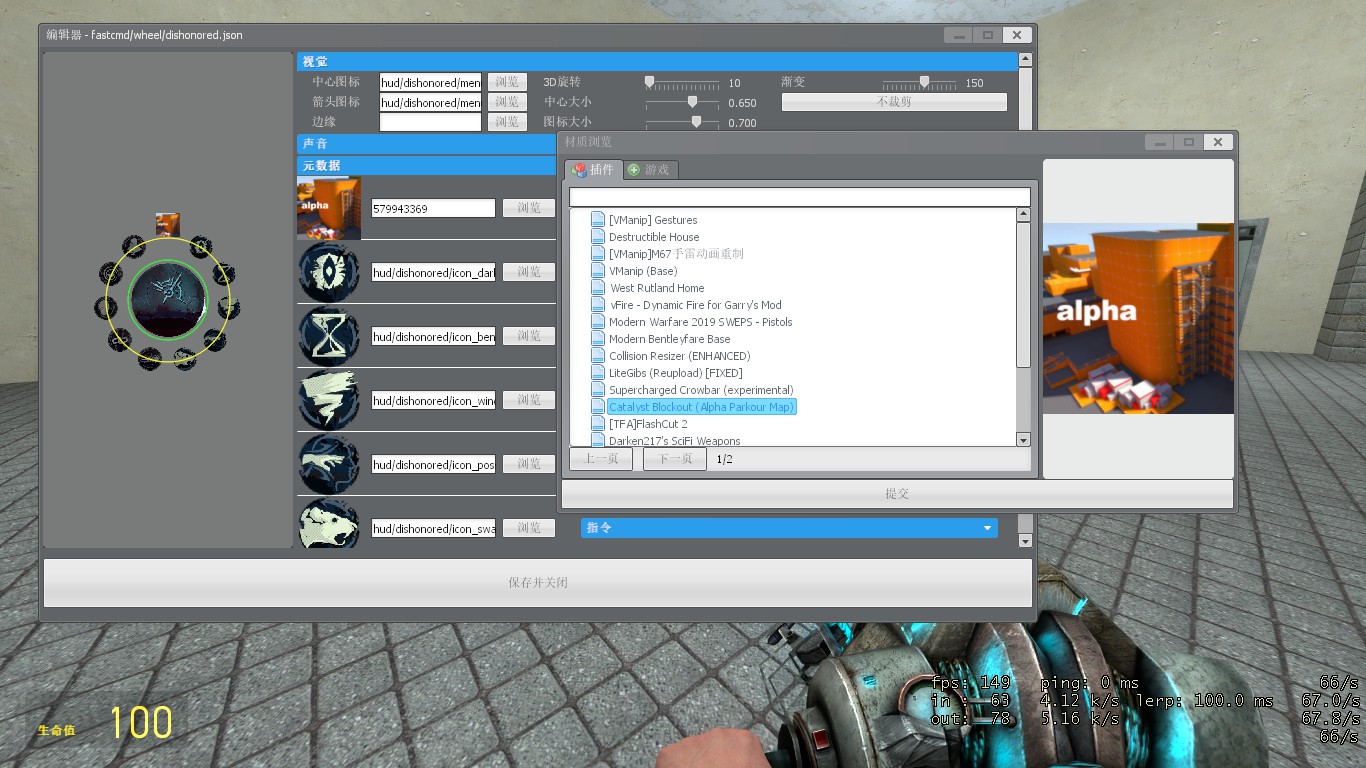 编辑器 - fastcmd/wheel/dishonored.json
视觉
中心图标 hud/dishonored/men 浏览 3D旋转 10 渐变 150
箭头图标 hud/dishonored/men 浏览 中心大小 0.650 不裁剪
边缘 浏览 图标大小 0.700
声音
元数据
alpha 579943369 浏览
hud/dishonored/icon_dar 浏览
hud/dishonored/icon_ben 浏览
hud/dishonored/icon_win 浏览
hud/dishonored/icon_pos 浏览
hud/dishonored/icon_swa 浏览
指令
保存并关闭
材质浏览
插件 游戏
[VManip] Gestures
Destructible House
[VManip]M67手雷动画重制
VManip (Base)
West Rutland Home
vFire - Dynamic Fire for Garry's Mod
Modern Warfare 2019 SWEPS - Pistols
Modern Bentleyfare Base
Collision Resizer (ENHANCED)
LiteGibs (Reupload) [FIXED]
Supercharged Crowbar (experimental)
Catalyst Blockout (Alpha Parkour Map)
[TFA]FlashCut 2
Darken217's SciFi Weapons
上一页 下一页 1/2
alpha
提交
生命值 100
fps: 149 ping: 0 ms 66/s
in : 63 4.12 k/s lerp: 100.0 ms 67.0/s
out: 78 5.16 k/s 67.8/s
66/s